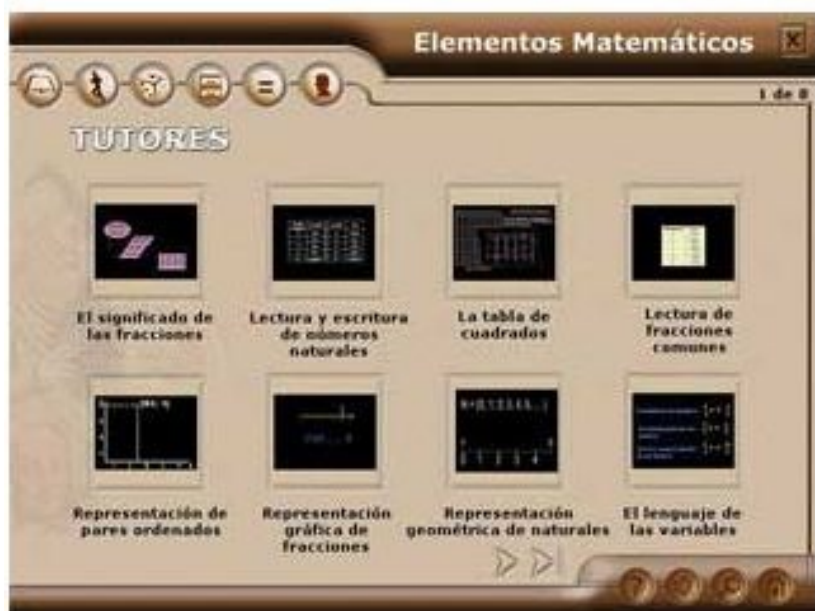 Elementos Matemáticos
1 de 8
TUTORES
El significado de
las fracciones
Lectura y escritura
de números
naturales
La tabla de
cuadrados
Lectura de
fracciones
comunes
Representación de
pares ordenados
Representación
gráfica de
fracciones
Representación
geométrica de naturales
El lenguaje de
las variables